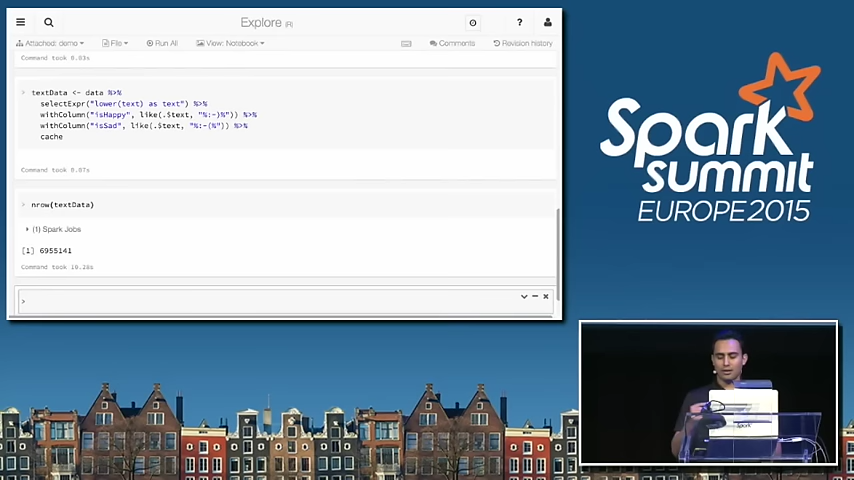 Explore (R)
Attached: demo
File
Run All
View: Notebook
Comments
Revision history
Command took 0.03s
textData <- data %>%
selectExpr("lower(text) as text") %>%
withColumn("isHappy", like(.$text, "%:-)%")) %>%
withColumn("isSad", like(.$text, "%:-(%")) %>%
cache
Command took 0.07s
nrow(textData)
(1) Spark Jobs
[1] 6955141
Command took 10.28s
>
Spark
summit
EUROPE 2015
Spark